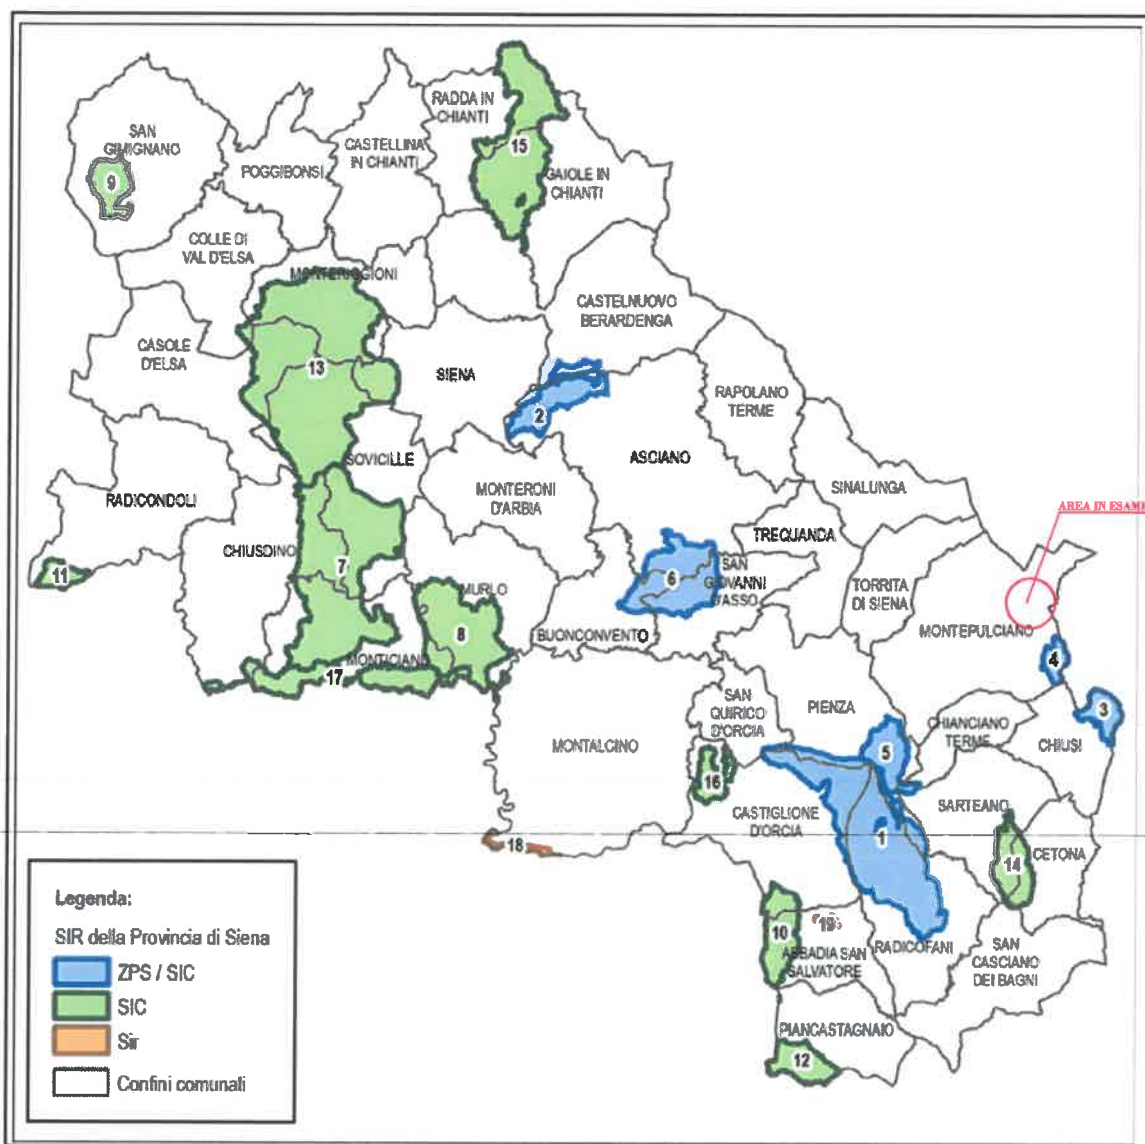 RADDA IN
CHIANTI
SAN
GIMIGNANO
CASTELLINA
IN CHIANTI
15
POGGIBONSI
9
GAIOLE IN
CHIANTI
COLLE DI
VAL D'ELSA
MONTERIGGIONI
CASTELNUOVO
BERARDENGA
CASOLE
D'ELSA
13
SIENA
RAPOLANO
TERME
2
SOVICILLE
ASCIANO
RADICONDOLI
MONTERONI
D'ARBIA
SINALUNGA
AREA IN ESAME
TREQUANDA
CHIUSDINO
7
11
6
SAN
GIOVANNI
D'ASSO
MURLO
TORRITA
DI SIENA
8
BUONCONVENTO
MONTEPULCIANO
MONTICIANO
17
4
SAN
QUIRICO
D'ORCIA
PIENZA
3
CHIANCIANO
TERME
MONTALCINO
5
CHIUSI
16
SARTEANO
CASTIGLIONE
D'ORCIA
1
18
CETONA
14
10
19
ABBADIA SAN
SALVATORE
RADICOFANI
SAN
CASCIANO
DEI BAGNI
PIANCASTAGNAIO
12
Legenda:
SIR della Provincia di Siena
ZPS / SIC
SIC
Sir
Confini comunali